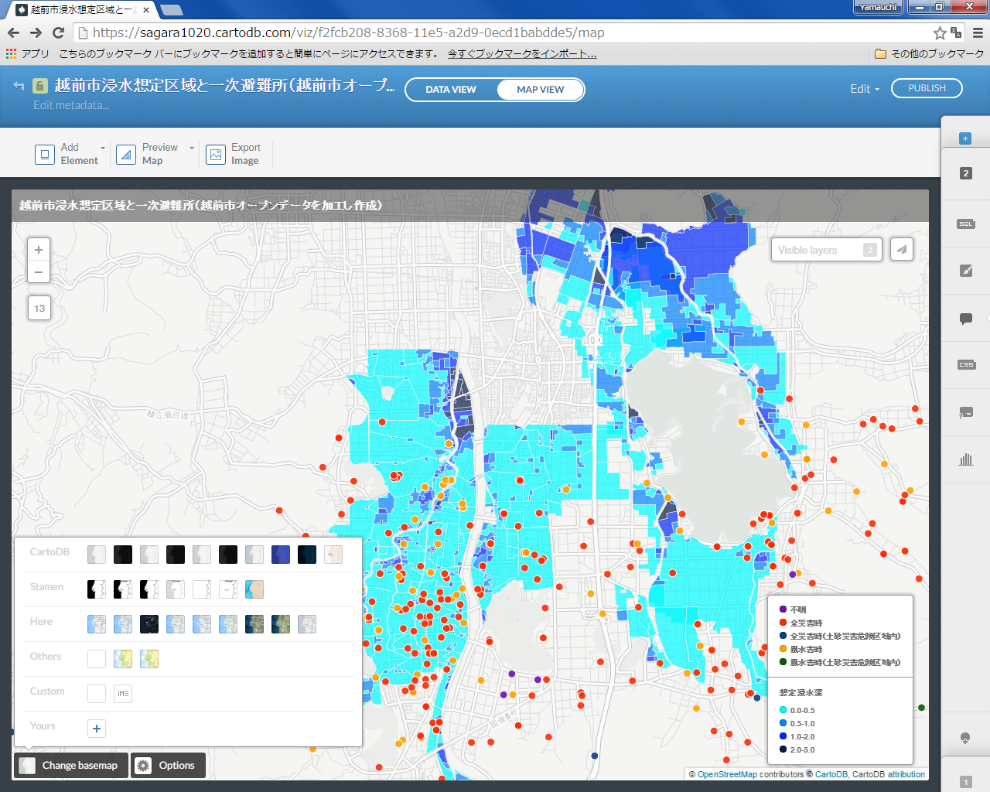 越前市浸水想定区域と一
Yamauchi
https://sagara1020.cartodb.com/viz/f2fcb208-8368-11e5-a2d9-0ecd1babdde5/map
アプリ こちらのブックマーク バーにブックマークを追加すると簡単にページにアクセスできます。 今すぐブックマークをインポート...
その他のブックマーク
越前市浸水想定区域と一次避難所(越前市オープ...
Edit metadata...
DATA VIEW
MAP VIEW
Edit
PUBLISH
Add Element
Preview Map
Export Image
越前市浸水想定区域と一次避難所(越前市オープンデータを加工し作成)
+
−
13
Visible layers 2
2
SQL
CSS
1
CartoDB
Stamen
Here
Others
Custom
IMG
Yours
+
Change basemap
Options
不明
全災害時
全災害時(土砂災害危険区域内)
風水害時
風水害時(土砂災害危険区域内)
想定浸水深
0.0-0.5
0.5-1.0
1.0-2.0
2.0-5.0
© OpenStreetMap contributors © CartoDB, CartoDB attribution